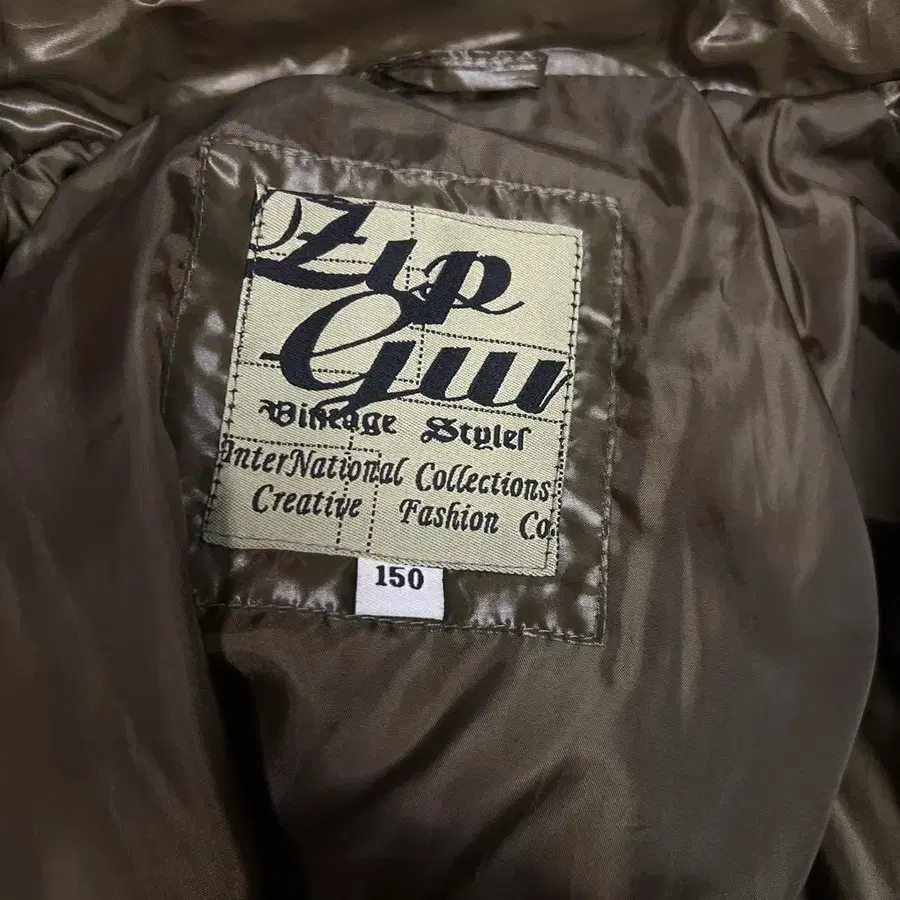 Zip
Gun
Vintage Styles
InterNational Collections
Creative Fashion Co.
150